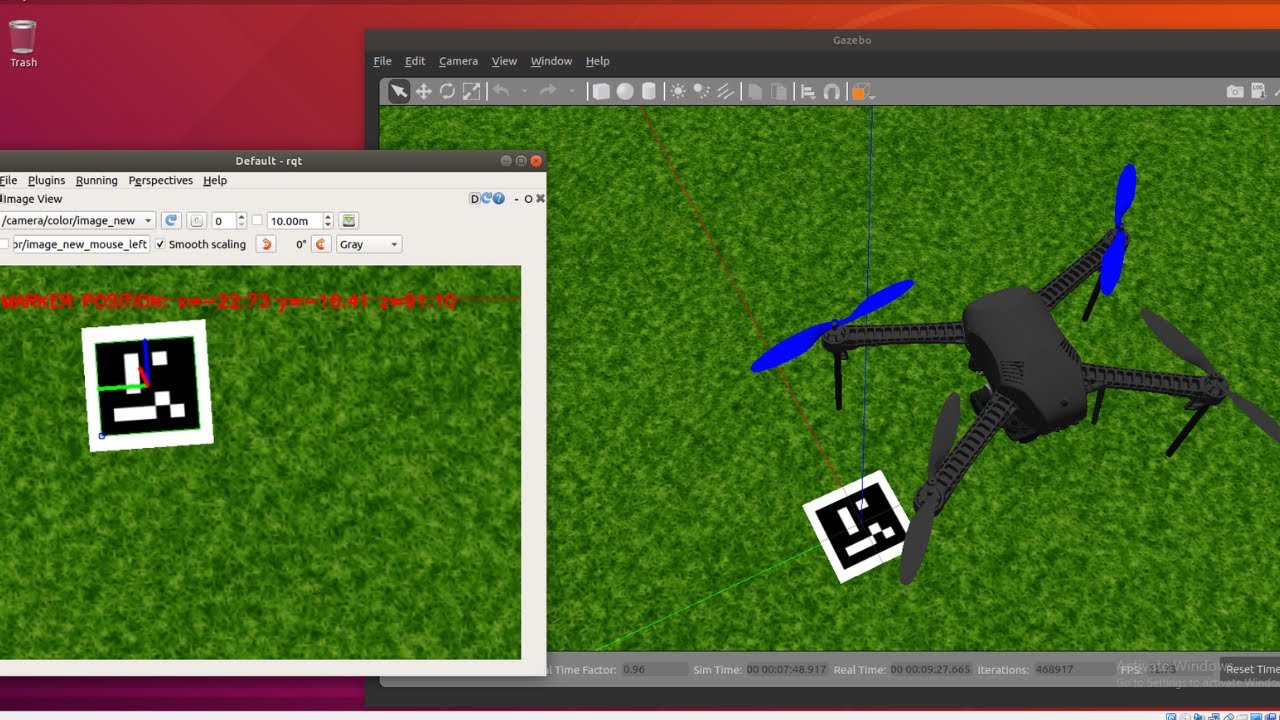 Trash
Gazebo
File Edit Camera View Window Help
Default - rqt
File Plugins Running Perspectives Help
Image View
D
/camera/color/image_new 0 10.00m
or/image_new_mouse_left Smooth scaling 0° Gray
MARKER POSITION: x=-22.73 y=-16.41 z=91.10
l Time Factor: 0.96 Sim Time: 00 00:07:48.917 Real Time: 00 00:09:27.665 Iterations: 468917 FPS: Reset Time
Activate Windows
Go to Settings to activate Windows